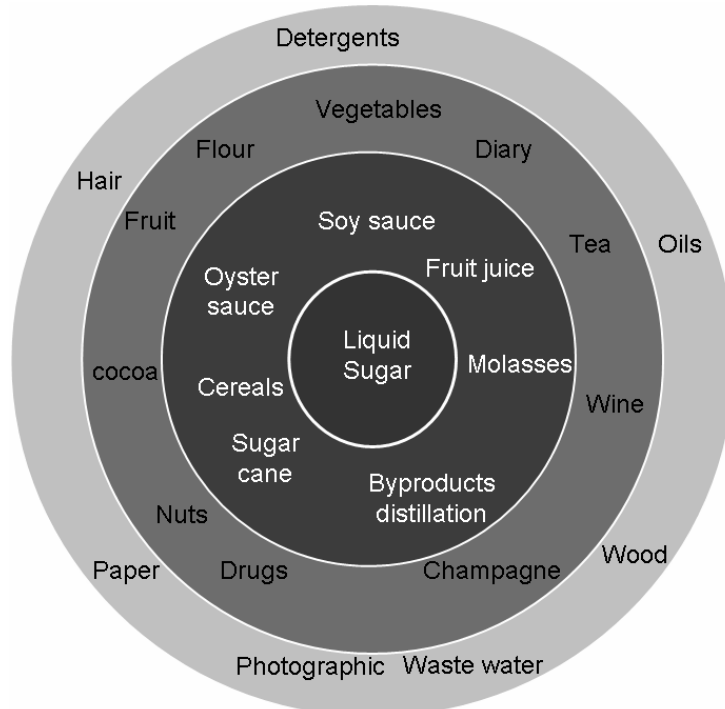 Detergents
Vegetables
Flour
Diary
Hair
Fruit
Soy sauce
Tea
Oils
Oyster
sauce
Fruit juice
Liquid
Sugar
cocoa
Cereals
Molasses
Wine
Sugar
cane
Byproducts
distillation
Nuts
Wood
Paper
Drugs
Champagne
Photographic
Waste water